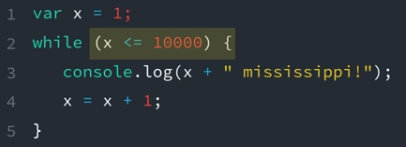 1 var x = 1;
2 while (x <= 10000) {
3 console.log(x + " mississippi!");
4 x = x + 1;
5 }